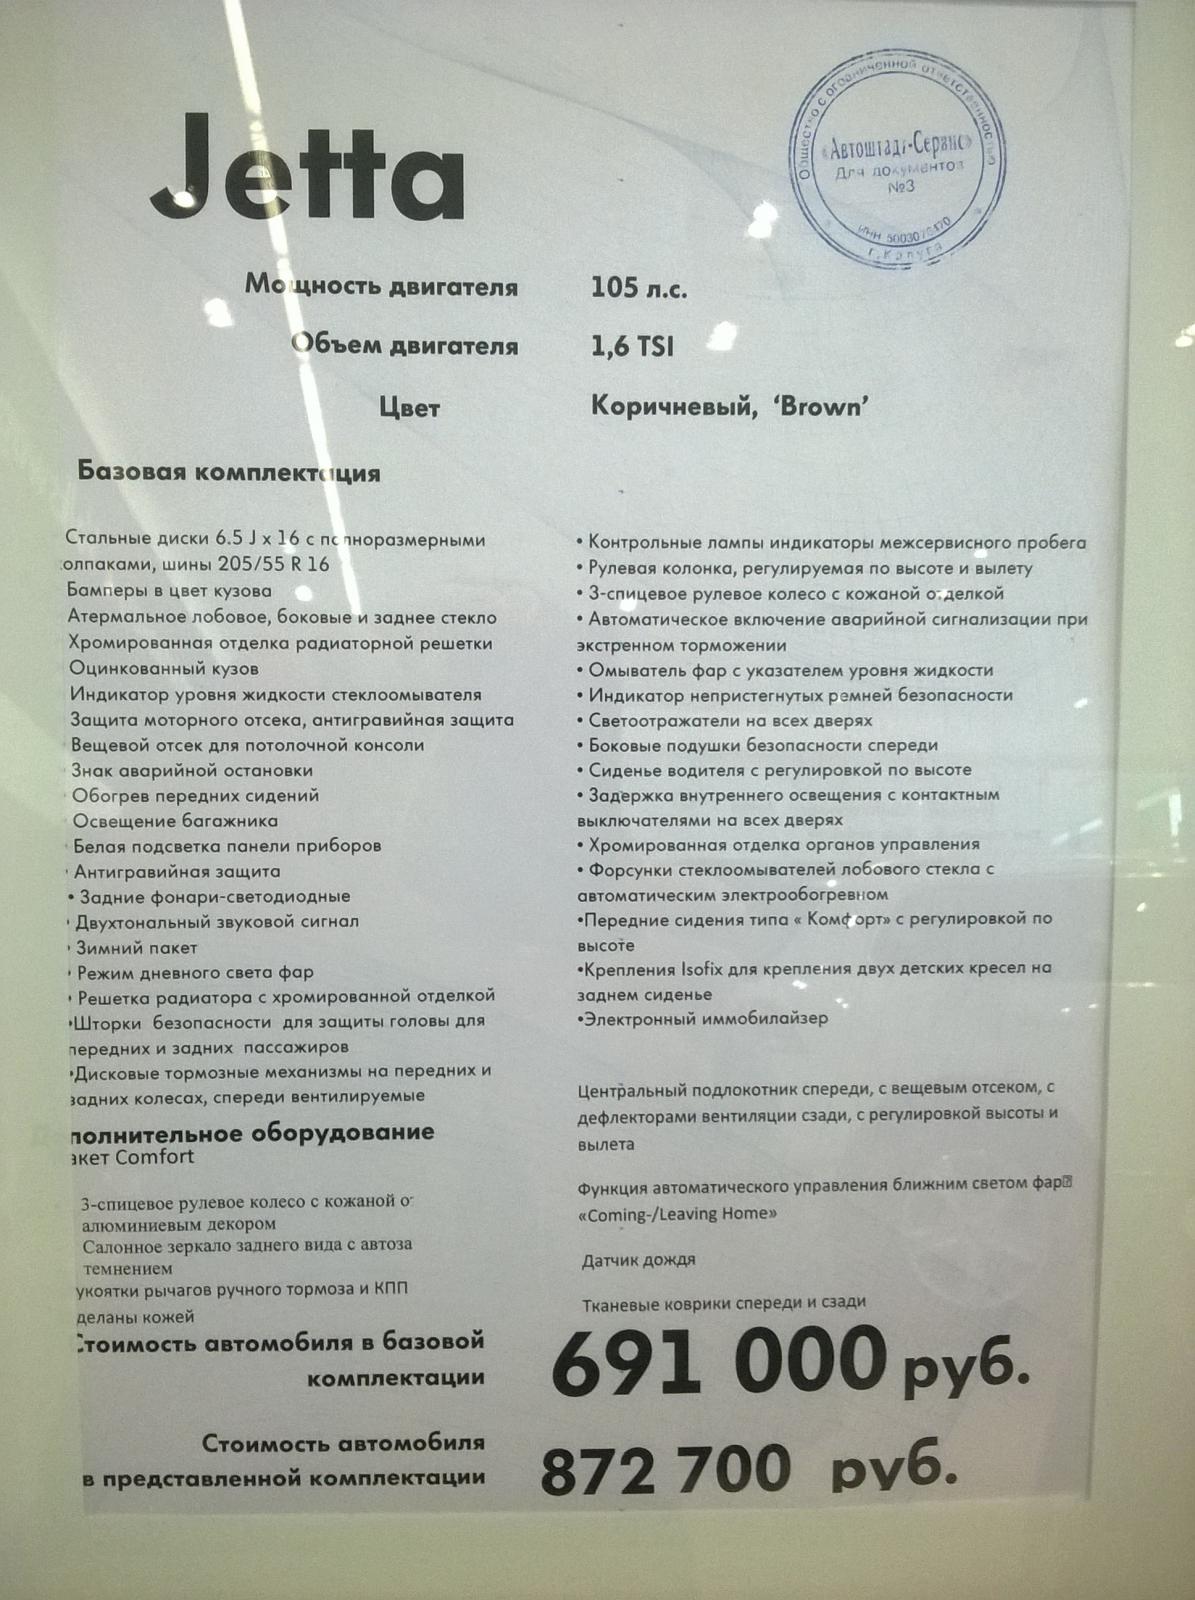 Jetta
Общество с ограниченной ответственностью
«Автоштадт-Сервис»
Для документов
№3
ИНН
г. Калуга
Мощность двигателя 105 л.с.
Объем двигателя 1,6 TSI
Цвет Коричневый, ‘Brown’
Базовая комплектация
Стальные диски 6.5 J x 16 с полноразмерными
олпаками, шины 205/55 R 16
Бамперы в цвет кузова
Атермальное лобовое, боковые и заднее стекло
Хромированная отделка радиаторной решетки
Оцинкованный кузов
Индикатор уровня жидкости стеклоомывателя
Защита моторного отсека, антигравийная защита
Вещевой отсек для потолочной консоли
Знак аварийной остановки
Обогрев передних сидений
Освещение багажника
Белая подсветка панели приборов
• Антигравийная защита
• Задние фонари-светодиодные
• Двухтональный звуковой сигнал
• Зимний пакет
• Режим дневного света фар
• Решетка радиатора с хромированной отделкой
•Шторки безопасности для защиты головы для
передних и задних пассажиров
•Дисковые тормозные механизмы на передних и
задних колесах, спереди вентилируемые
полнительное оборудование
акет Comfort
3-спицевое рулевое колесо с кожаной о
алюминиевым декором
Салонное зеркало заднего вида с автоза
темнением
укоятки рычагов ручного тормоза и КПП
деланы кожей
• Контрольные лампы индикаторы межсервисного пробега
• Рулевая колонка, регулируемая по высоте и вылету
• 3-спицевое рулевое колесо с кожаной отделкой
• Автоматическое включение аварийной сигнализации при
экстренном торможении
• Омыватель фар с указателем уровня жидкости
• Индикатор непристегнутых ремней безопасности
• Светоотражатели на всех дверях
• Боковые подушки безопасности спереди
• Сиденье водителя с регулировкой по высоте
• Задержка внутреннего освещения с контактным
выключателями на всех дверях
• Хромированная отделка органов управления
• Форсунки стеклоомывателей лобового стекла с
автоматическим электрообогревном
•Передние сидения типа « Комфорт» с регулировкой по
высоте
•Крепления Isofix для крепления двух детских кресел на
заднем сиденье
•Электронный иммобилайзер
Центральный подлокотник спереди, с вещевым отсеком, с
дефлекторами вентиляции сзади, с регулировкой высоты и
вылета
Функция автоматического управления ближним светом фар
«Coming-/Leaving Home»
Датчик дождя
Тканевые коврики спереди и сзади
Стоимость автомобиля в базовой
комплектации 691 000 руб.
Стоимость автомобиля
в представленной комплектации 872 700 руб.